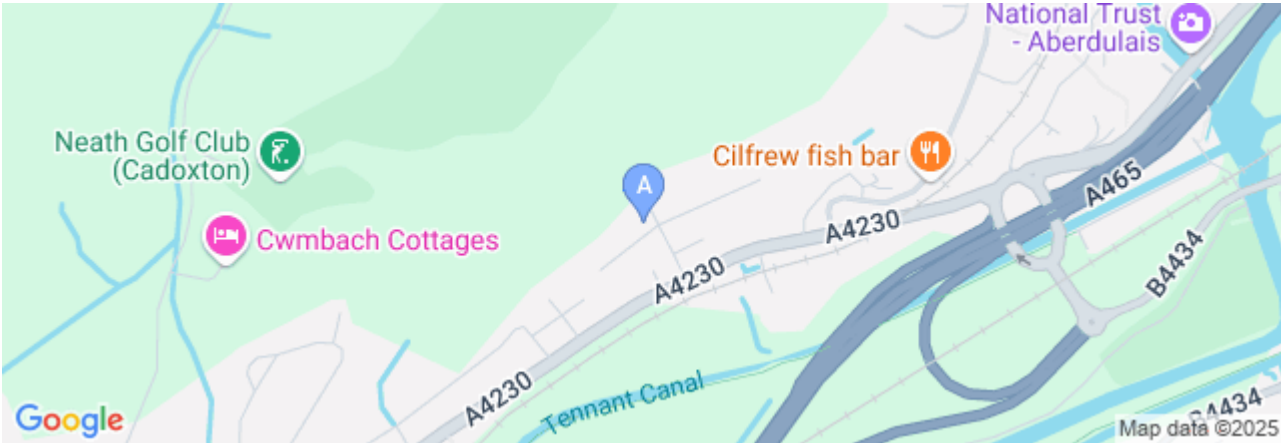 National Trust
- Aberdulais
Neath Golf Club
(Cadoxton)
Cilfrew fish bar
A
A465
Cwmbach Cottages
A4230
B4434
A4230
A4230
Tennant Canal
B4434
Google
Map data ©2025